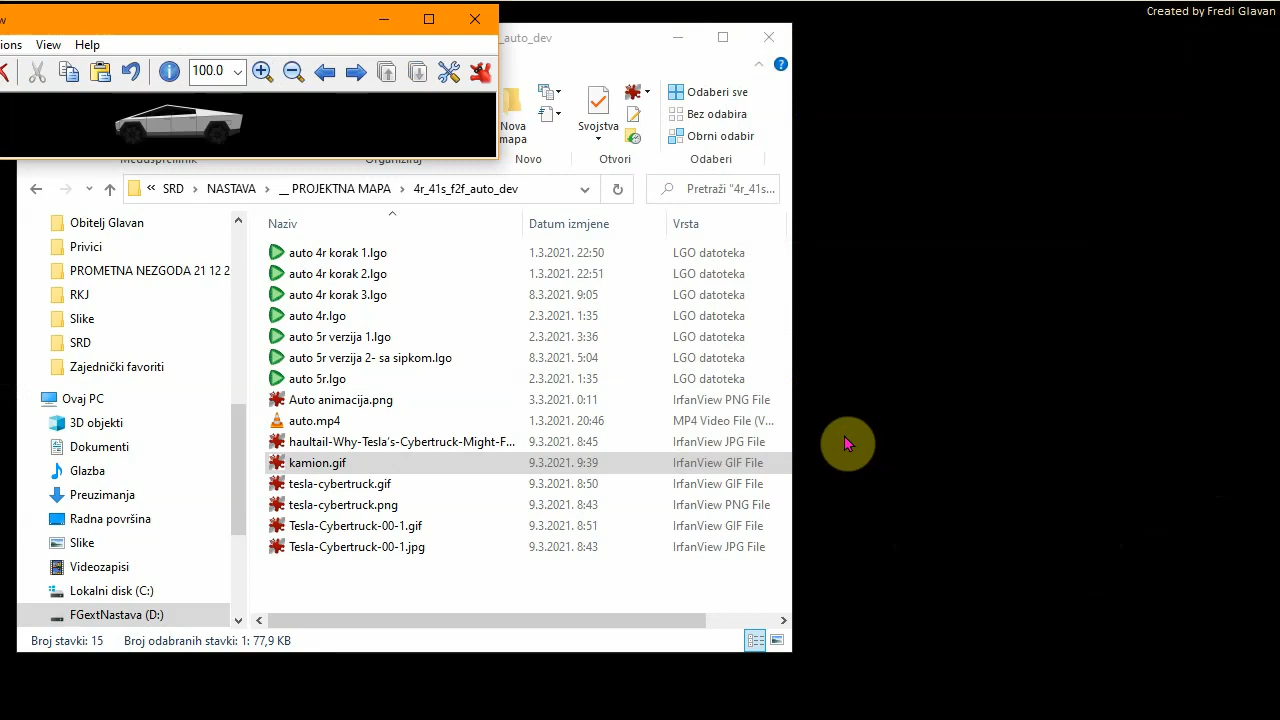 Created by Fredi Glavan
w
_auto_dev
ions View Help
100.0
Nova mapa
Svojstva
Odaberi sve
Bez odabira
Obrni odabir
Međuspremnik
Organiziraj
Novo
Otvori
Odaberi
« SRD > NASTAVA > __ PROJEKTNA MAPA > 4r_41s_f2f_auto_dev
Pretraži "4r_41s...
Obitelj Glavan
Privici
PROMETNA NEZGODA 21 12 2
RKJ
Slike
SRD
Zajednički favoriti
Ovaj PC
3D objekti
Dokumenti
Glazba
Preuzimanja
Radna površina
Slike
Videozapisi
Lokalni disk (C:)
FGextNastava (D:)
Naziv Datum izmjene Vrsta
auto 4r korak 1.lgo 1.3.2021. 22:50 LGO datoteka
auto 4r korak 2.lgo 1.3.2021. 22:51 LGO datoteka
auto 4r korak 3.lgo 8.3.2021. 9:05 LGO datoteka
auto 4r.lgo 2.3.2021. 1:35 LGO datoteka
auto 5r verzija 1.lgo 2.3.2021. 3:36 LGO datoteka
auto 5r verzija 2- sa sipkom.lgo 8.3.2021. 5:04 LGO datoteka
auto 5r.lgo 2.3.2021. 1:35 LGO datoteka
Auto animacija.png 3.3.2021. 0:11 IrfanView PNG File
auto.mp4 1.3.2021. 20:46 MP4 Video File (V...
haultail-Why-Tesla's-Cybertruck-Might-F... 9.3.2021. 8:45 IrfanView JPG File
kamion.gif 9.3.2021. 9:39 IrfanView GIF File
tesla-cybertruck.gif 9.3.2021. 8:50 IrfanView GIF File
tesla-cybertruck.png 9.3.2021. 8:43 IrfanView PNG File
Tesla-Cybertruck-00-1.gif 9.3.2021. 8:51 IrfanView GIF File
Tesla-Cybertruck-00-1.jpg 9.3.2021. 8:43 IrfanView JPG File
Broj stavki: 15 Broj odabranih stavki: 1: 77,9 KB